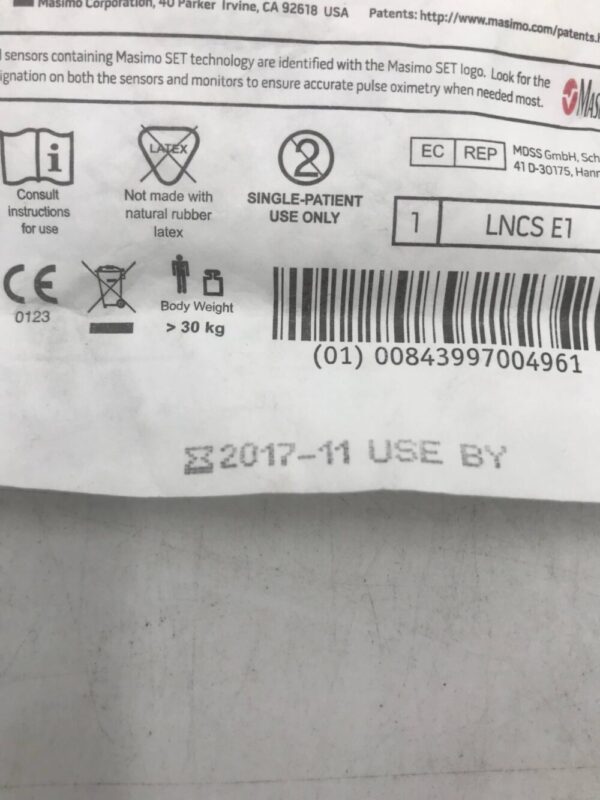 Masimo Corporation, 40 Parker Irvine, CA 92618 USA Patents: http://www.masimo.com/patents.
sensors containing Masimo SET technology are identified with the Masimo SET logo. Look for the
ignation on both the sensors and monitors to ensure accurate pulse oximetry when needed most.
MAS
i
LATEX
2
Consult
instructions
for use
Not made with
natural rubber
latex
SINGLE-PATIENT
USE ONLY
EC REP
MDSS GmbH, Sch
41 D-30175, Hann
1 LNCS E1
CE
0123
Body Weight
> 30 kg
(01) 00843997004961
2017-11 USE BY